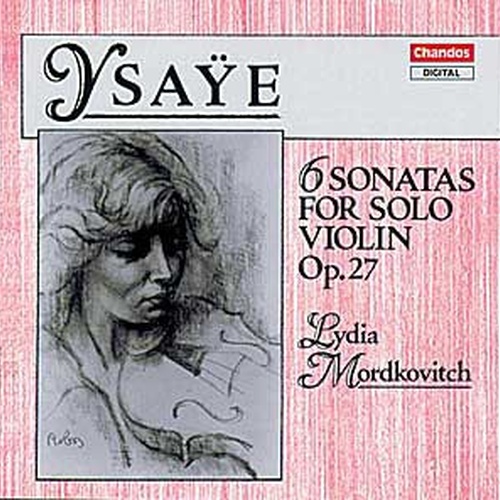 YSAŸE
Chandos
DIGITAL
6 SONATAS
FOR SOLO
VIOLIN
Op. 27
Lydia
Mordkovitch